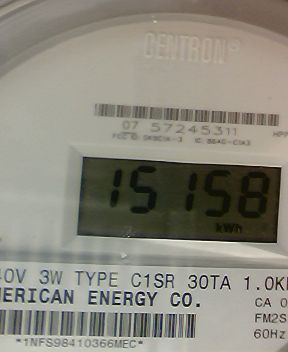 CENTRON®
07 57245311
15158
kWh
40V 3W TYPE C1SR 30TA 1.0K
MERICAN ENERGY CO.
CA 0
FM2S
60Hz
*1NFS98410366MEC*